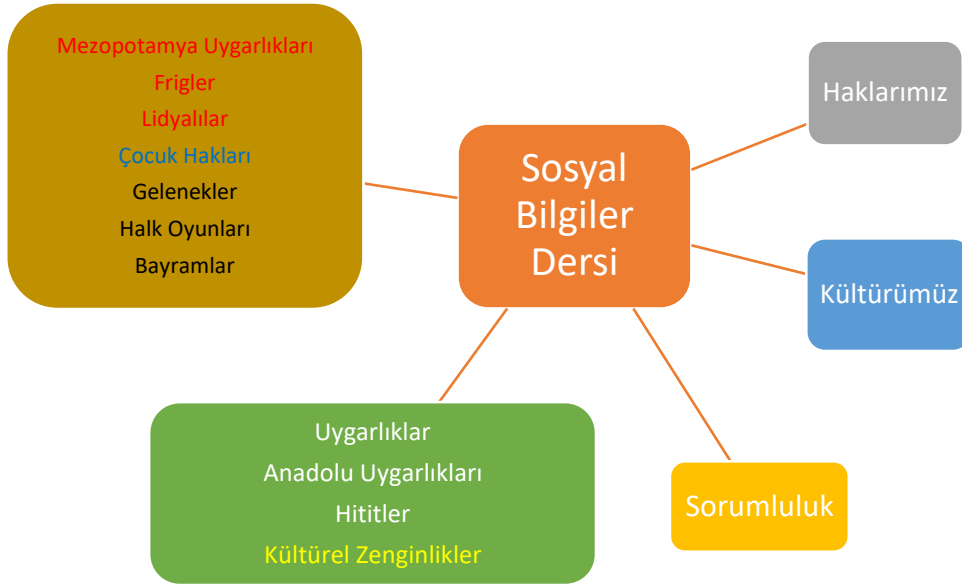 Mezopotamya Uygarlıkları
Frigler
Lidyalılar
Çocuk Hakları
Gelenekler
Halk Oyunları
Bayramlar
Sosyal
Bilgiler
Dersi
Haklarımız
Kültürümüz
Uygarlıklar
Anadolu Uygarlıkları
Hititler
Kültürel Zenginlikler
Sorumluluk